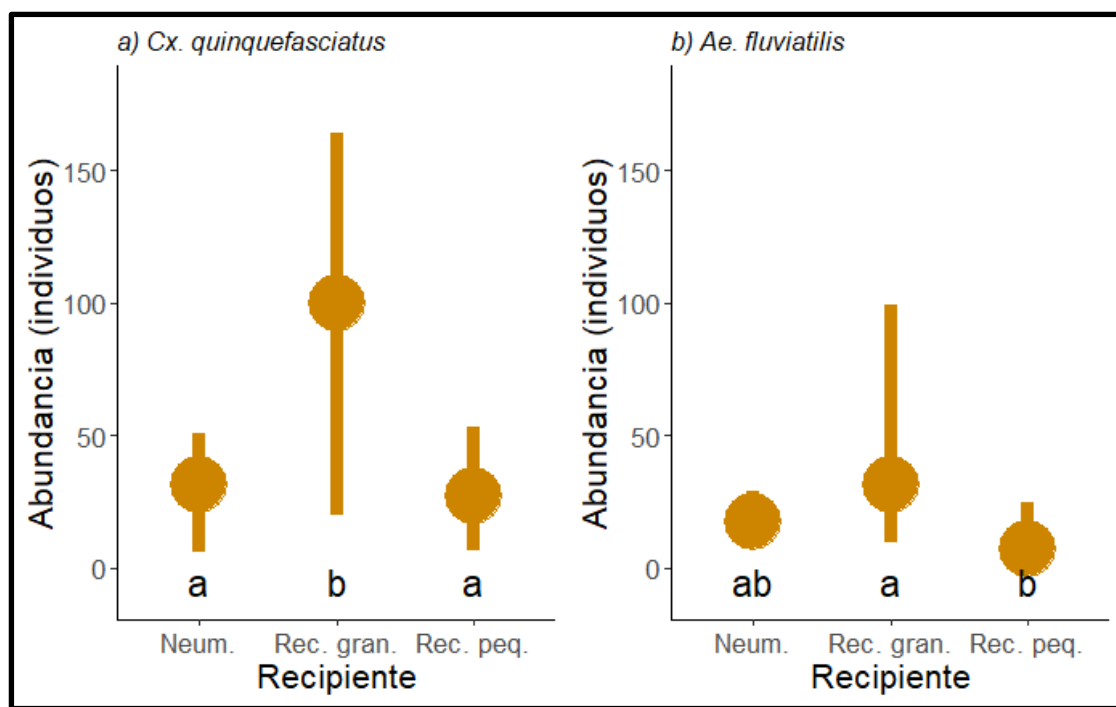 a) Cx. quinquefasciatus
Abundancia (individuos)
150
100
50
0
a b a
Neum. Rec. gran. Rec. peq.
Recipiente
b) Ae. fluviatilis
Abundancia (individuos)
150
100
50
0
ab a b
Neum. Rec. gran. Rec. peq.
Recipiente